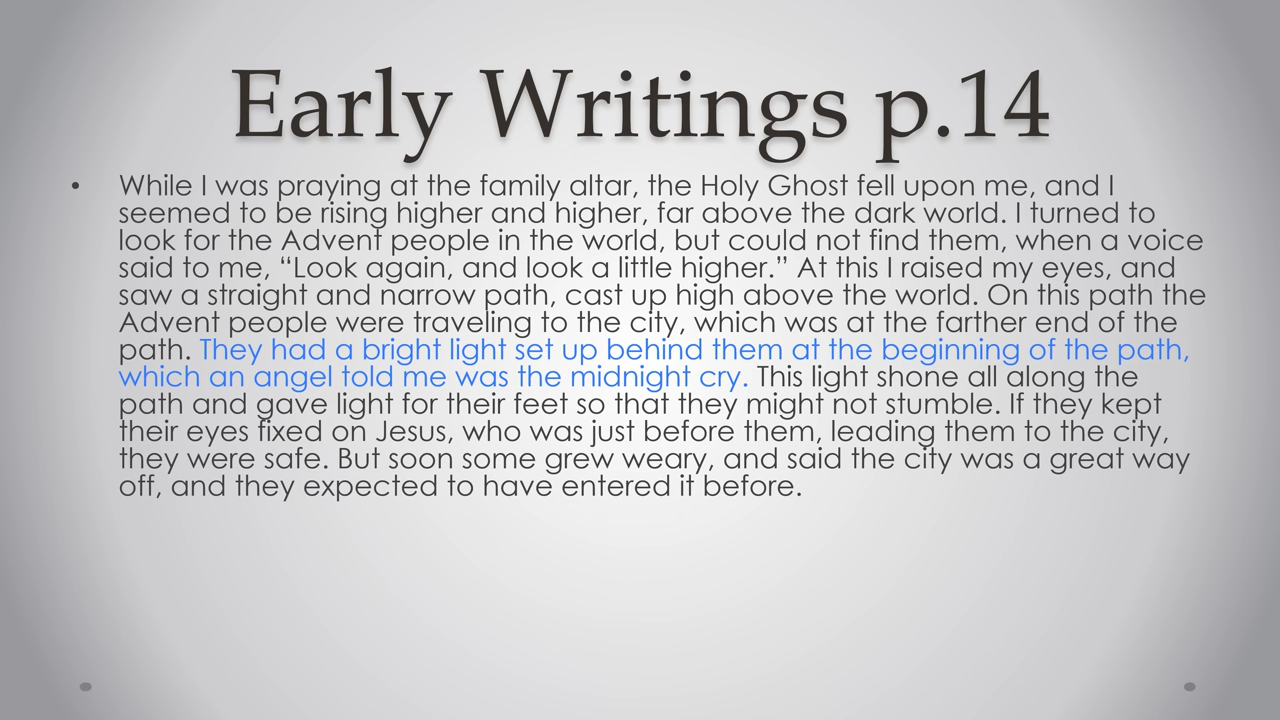 Early Writings p.14
• While I was praying at the family altar, the Holy Ghost fell upon me, and I
seemed to be rising higher and higher, far above the dark world. I turned to
look for the Advent people in the world, but could not find them, when a voice
said to me, “Look again, and look a little higher.” At this I raised my eyes, and
saw a straight and narrow path, cast up high above the world. On this path the
Advent people were traveling to the city, which was at the farther end of the
path. They had a bright light set up behind them at the beginning of the path,
which an angel told me was the midnight cry. This light shone all along the
path and gave light for their feet so that they might not stumble. If they kept
their eyes fixed on Jesus, who was just before them, leading them to the city,
they were safe. But soon some grew weary, and said the city was a great way
off, and they expected to have entered it before.